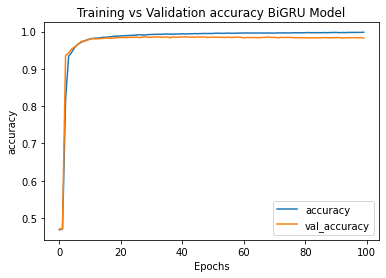 Training vs Validation accuracy BiGRU Model
1.0
0.9
0.8
0.7
0.6
0.5
accuracy
accuracy
val_accuracy
0 20 40 60 80 100
Epochs